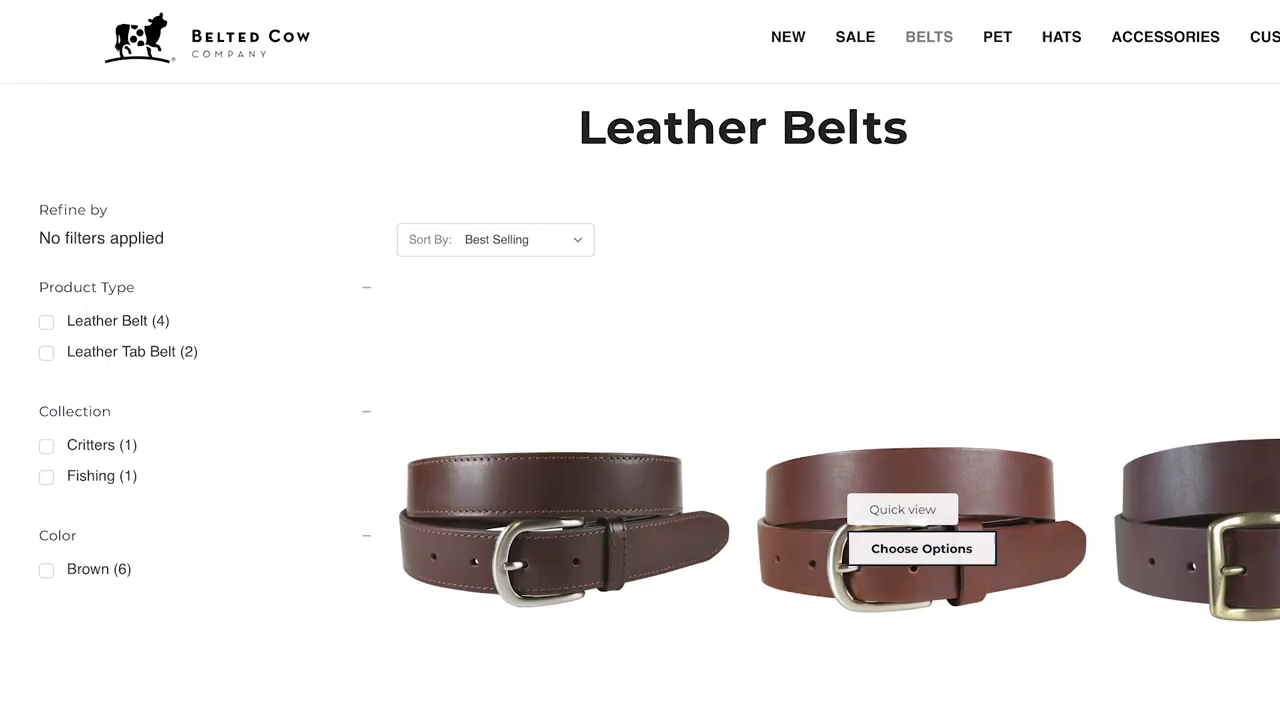 BELTED COW
COMPANY
NEW SALE BELTS PET HATS ACCESSORIES CUS
Leather Belts
Refine by
No filters applied
Sort By: Best Selling
Product Type
Leather Belt (4)
Leather Tab Belt (2)
Collection
Critters (1)
Fishing (1)
Color
Brown (6)
Quick view
Choose Options